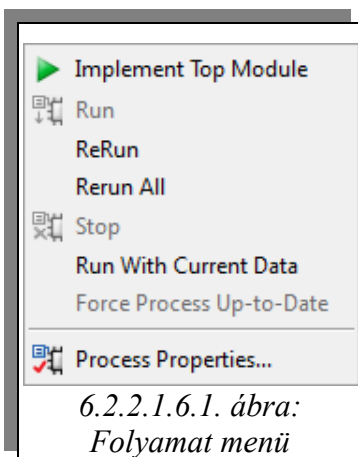 Implement Top Module
Run
ReRun
Rerun All
Stop
Run With Current Data
Force Process Up-to-Date
Process Properties...
6.2.2.1.6.1. ábra:
Folyamat menü